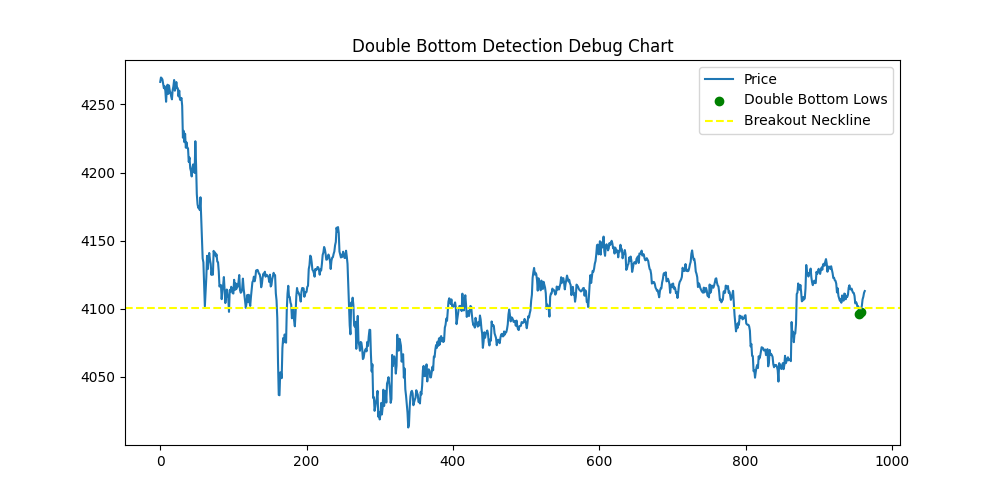 Double Bottom Detection Debug Chart
Price
Double Bottom Lows
Breakout Neckline
4250
4200
4150
4100
4050
0 200 400 600 800 1000